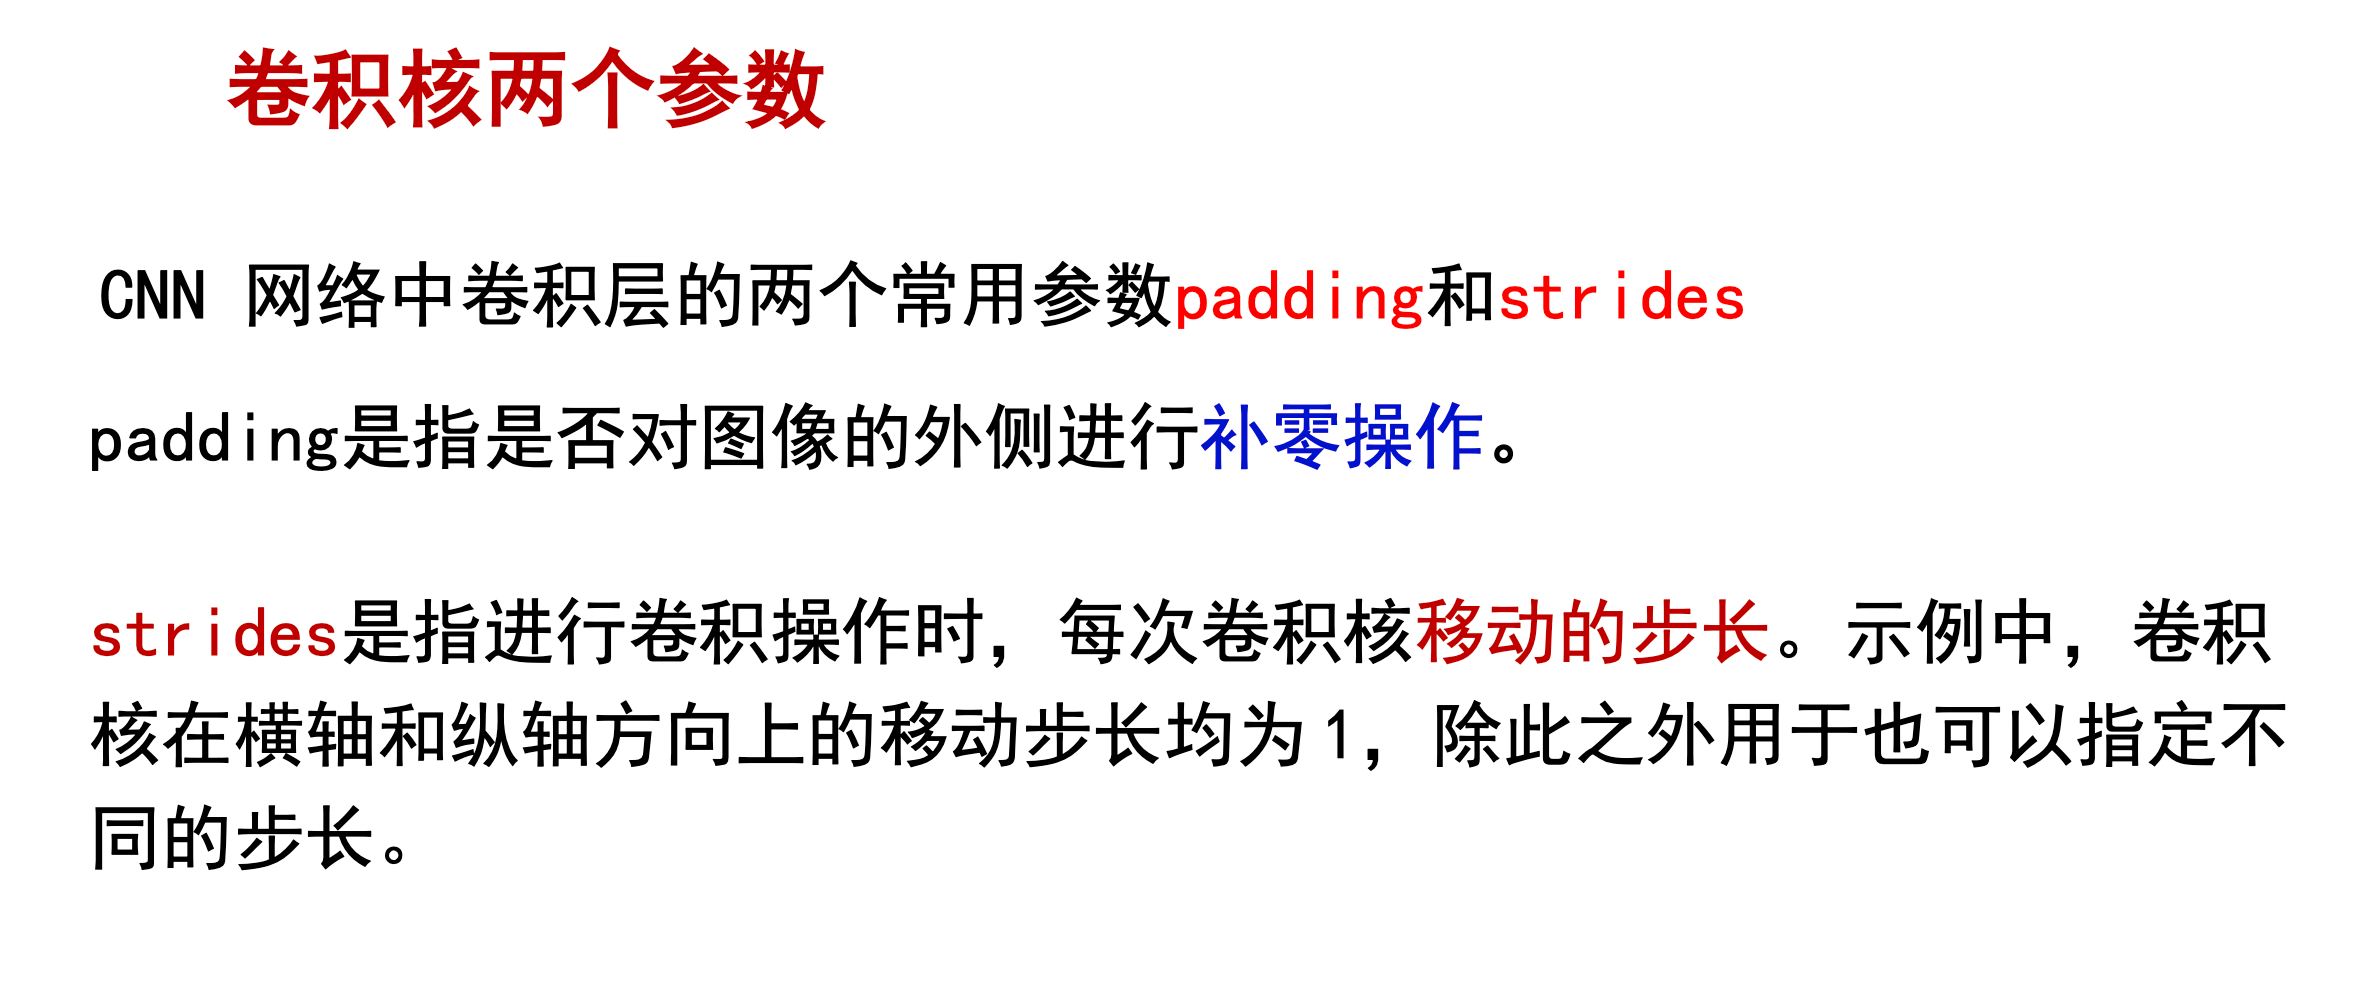 卷积核两个参数
CNN 网络中卷积层的两个常用参数padding和strides
padding是指是否对图像的外侧进行补零操作。
strides是指进行卷积操作时，每次卷积核移动的步长。示例中，卷积
核在横轴和纵轴方向上的移动步长均为1，除此之外用于也可以指定不
同的步长。